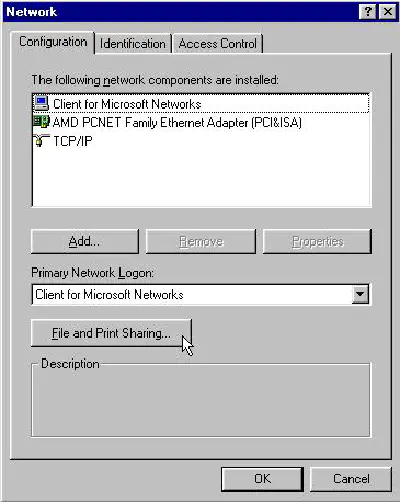 Network
Configuration Identification Access Control
The following network components are installed:
Client for Microsoft Networks
AMD PCNET Family Ethernet Adapter (PCI&ISA)
TCP/IP
Add... Remove Properties
Primary Network Logon:
Client for Microsoft Networks
File and Print Sharing...
Description
OK Cancel